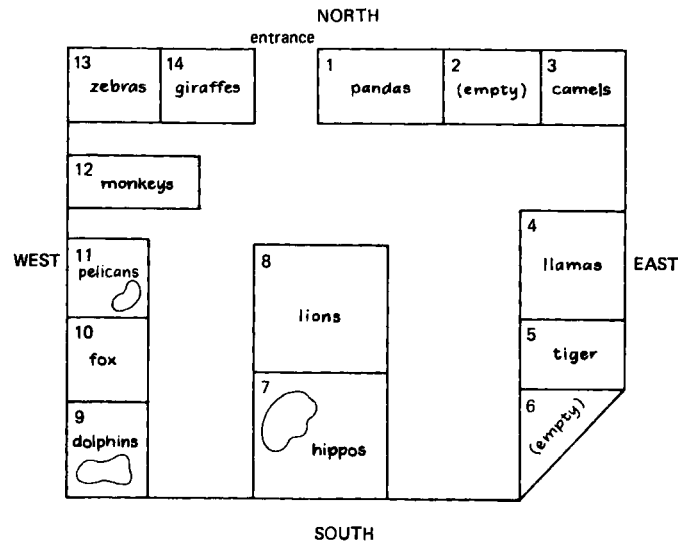 NORTH
entrance
13 zebras
14 giraffes
1 pandas
2 (empty)
3 camels
12 monkeys
4 llamas
WEST
EAST
11 pelicans
8 lions
10 fox
5 tiger
7 hippos
6 (empty)
9 dolphins
SOUTH